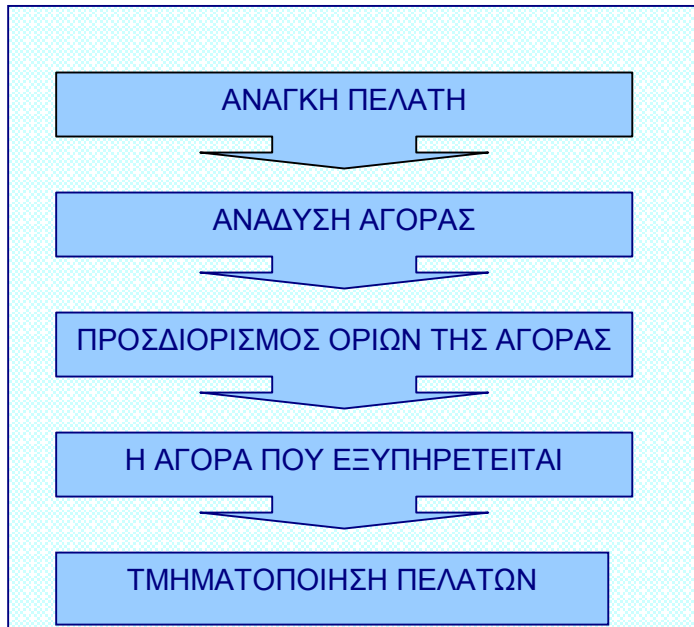 ΑΝΑΓΚΗ ΠΕΛΑΤΗ
ΑΝΑΔΥΣΗ ΑΓΟΡΑΣ
ΠΡΟΣΔΙΟΡΙΣΜΟΣ ΟΡΙΩΝ ΤΗΣ ΑΓΟΡΑΣ
Η ΑΓΟΡΑ ΠΟΥ ΕΞΥΠΗΡΕΤΕΙΤΑΙ
ΤΜΗΜΑΤΟΠΟΙΗΣΗ ΠΕΛΑΤΩΝ